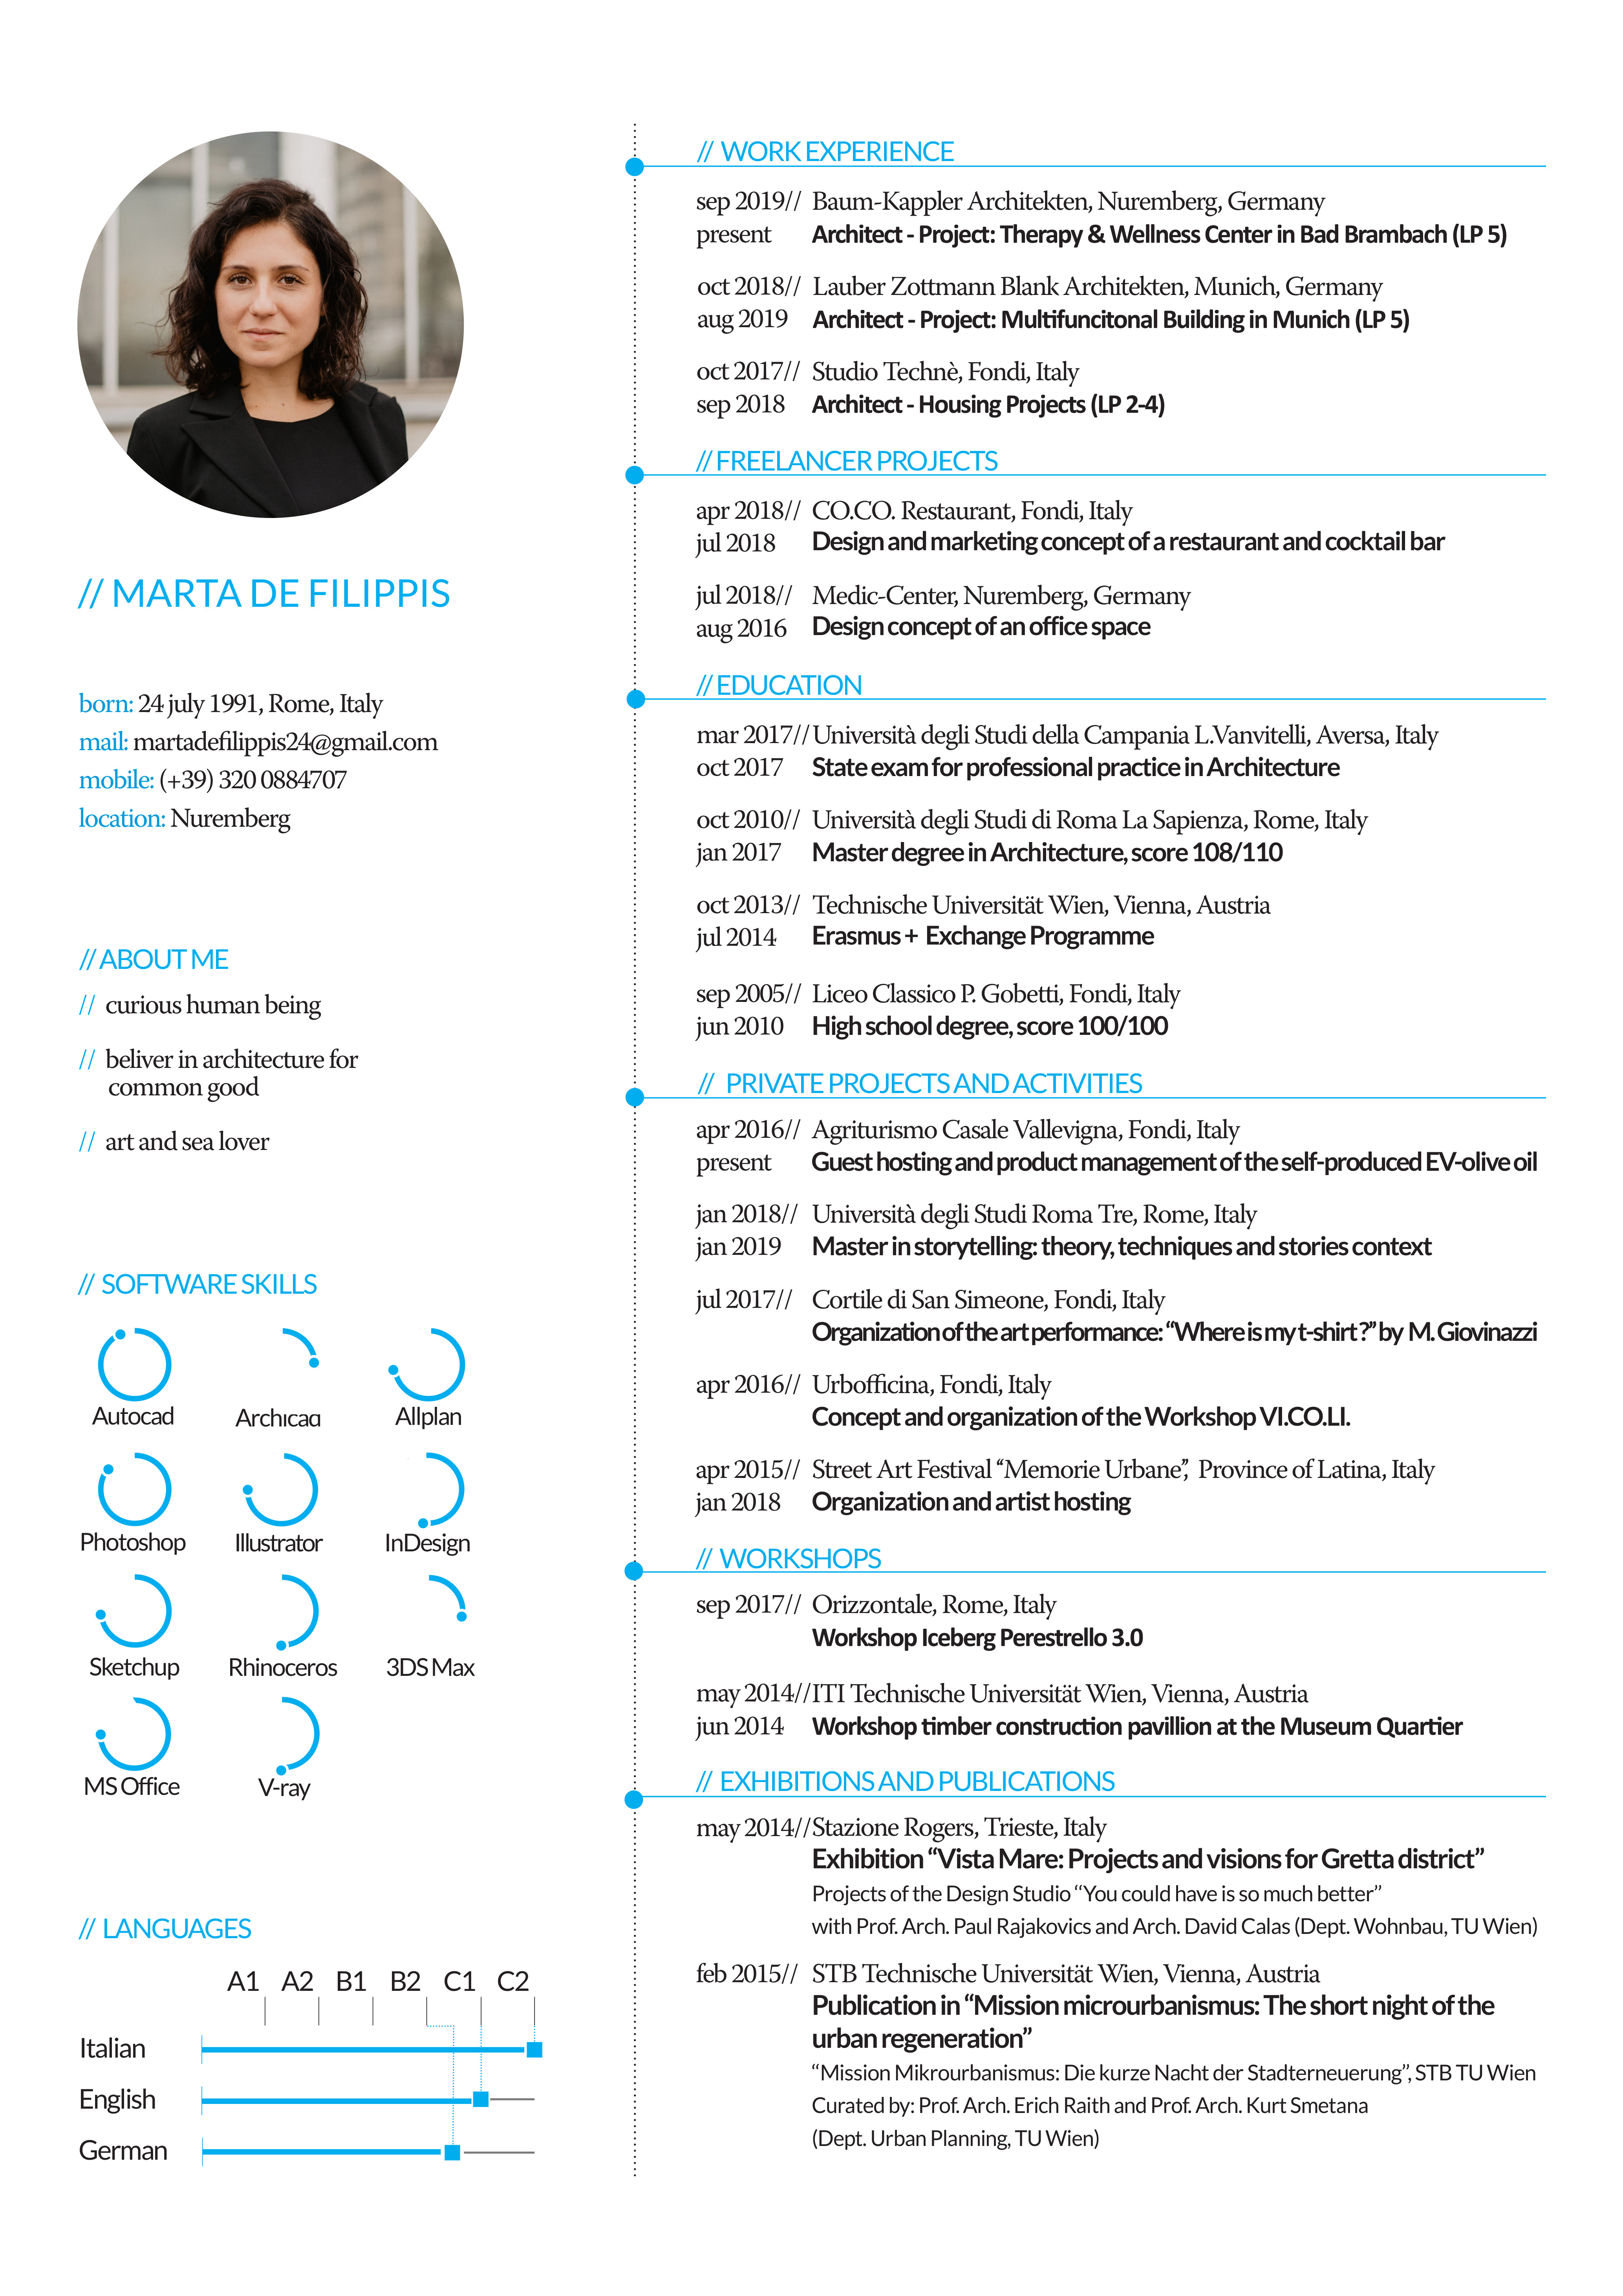 // MARTA DE FILIPPIS
born: 24 july 1991, Rome, Italy
mail: martadefilippis24@gmail.com
mobile: (+39) 320 0884707
location: Nuremberg
// ABOUT ME
// curious human being
// beliver in architecture for
common good
// art and sea lover
// SOFTWARE SKILLS
Autocad Archicad Allplan
Photoshop Illustrator InDesign
Sketchup Rhinoceros 3DS Max
MS Office V-ray
// LANGUAGES
A1 A2 B1 B2 C1 C2
Italian
English
German
// WORK EXPERIENCE
sep 2019// Baum-Kappler Architekten, Nuremberg, Germany
present Architect - Project: Therapy & Wellness Center in Bad Brambach (LP 5)
oct 2018// Lauber Zottmann Blank Architekten, Munich, Germany
aug 2019 Architect - Project: Multifuncitonal Building in Munich (LP 5)
oct 2017// Studio Technè, Fondi, Italy
sep 2018 Architect - Housing Projects (LP 2-4)
// FREELANCER PROJECTS
apr 2018// CO.CO. Restaurant, Fondi, Italy
jul 2018 Design and marketing concept of a restaurant and cocktail bar
jul 2018// Medic-Center, Nuremberg, Germany
aug 2016 Design concept of an office space
// EDUCATION
mar 2017// Università degli Studi della Campania L.Vanvitelli, Aversa, Italy
oct 2017 State exam for professional practice in Architecture
oct 2010// Università degli Studi di Roma La Sapienza, Rome, Italy
jan 2017 Master degree in Architecture, score 108/110
oct 2013// Technische Universität Wien, Vienna, Austria
jul 2014 Erasmus + Exchange Programme
sep 2005// Liceo Classico P. Gobetti, Fondi, Italy
jun 2010 High school degree, score 100/100
// PRIVATE PROJECTS AND ACTIVITIES
apr 2016// Agriturismo Casale Vallevigna, Fondi, Italy
present Guest hosting and product management of the self-produced EV-olive oil
jan 2018// Università degli Studi Roma Tre, Rome, Italy
jan 2019 Master in storytelling: theory, techniques and stories context
jul 2017// Cortile di San Simeone, Fondi, Italy
Organization of the art performance: “Where is my t-shirt ?” by M. Giovinazzi
apr 2016// Urbofficina, Fondi, Italy
Concept and organization of the Workshop VI.CO.LI.
apr 2015// Street Art Festival “Memorie Urbane”, Province of Latina, Italy
jan 2018 Organization and artist hosting
// WORKSHOPS
sep 2017// Orizzontale, Rome, Italy
Workshop Iceberg Perestrello 3.0
may 2014// ITI Technische Universität Wien, Vienna, Austria
jun 2014 Workshop timber construction pavillion at the Museum Quartier
// EXHIBITIONS AND PUBLICATIONS
may 2014// Stazione Rogers, Trieste, Italy
Exhibition “Vista Mare: Projects and visions for Gretta district”
Projects of the Design Studio “You could have is so much better”
with Prof. Arch. Paul Rajakovics and Arch. David Calas (Dept. Wohnbau, TU Wien)
feb 2015// STB Technische Universität Wien, Vienna, Austria
Publication in “Mission microurbanismus: The short night of the
urban regeneration”
“Mission Mikrourbanismus: Die kurze Nacht der Stadterneuerung”, STB TU Wien
Curated by: Prof. Arch. Erich Raith and Prof. Arch. Kurt Smetana
(Dept. Urban Planning, TU Wien)